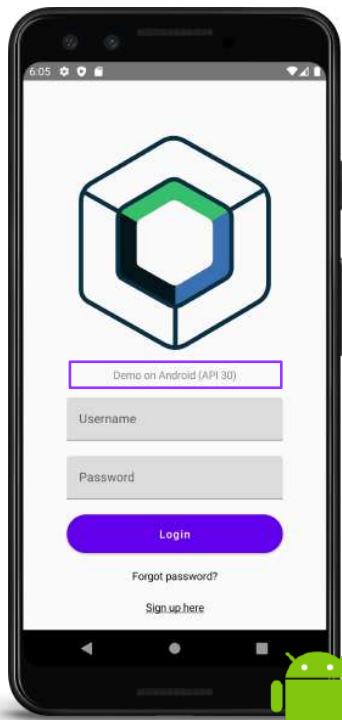 6:05
Demo on Android (API 30)
Username
Password
Login
Forgot password?
Sign up here